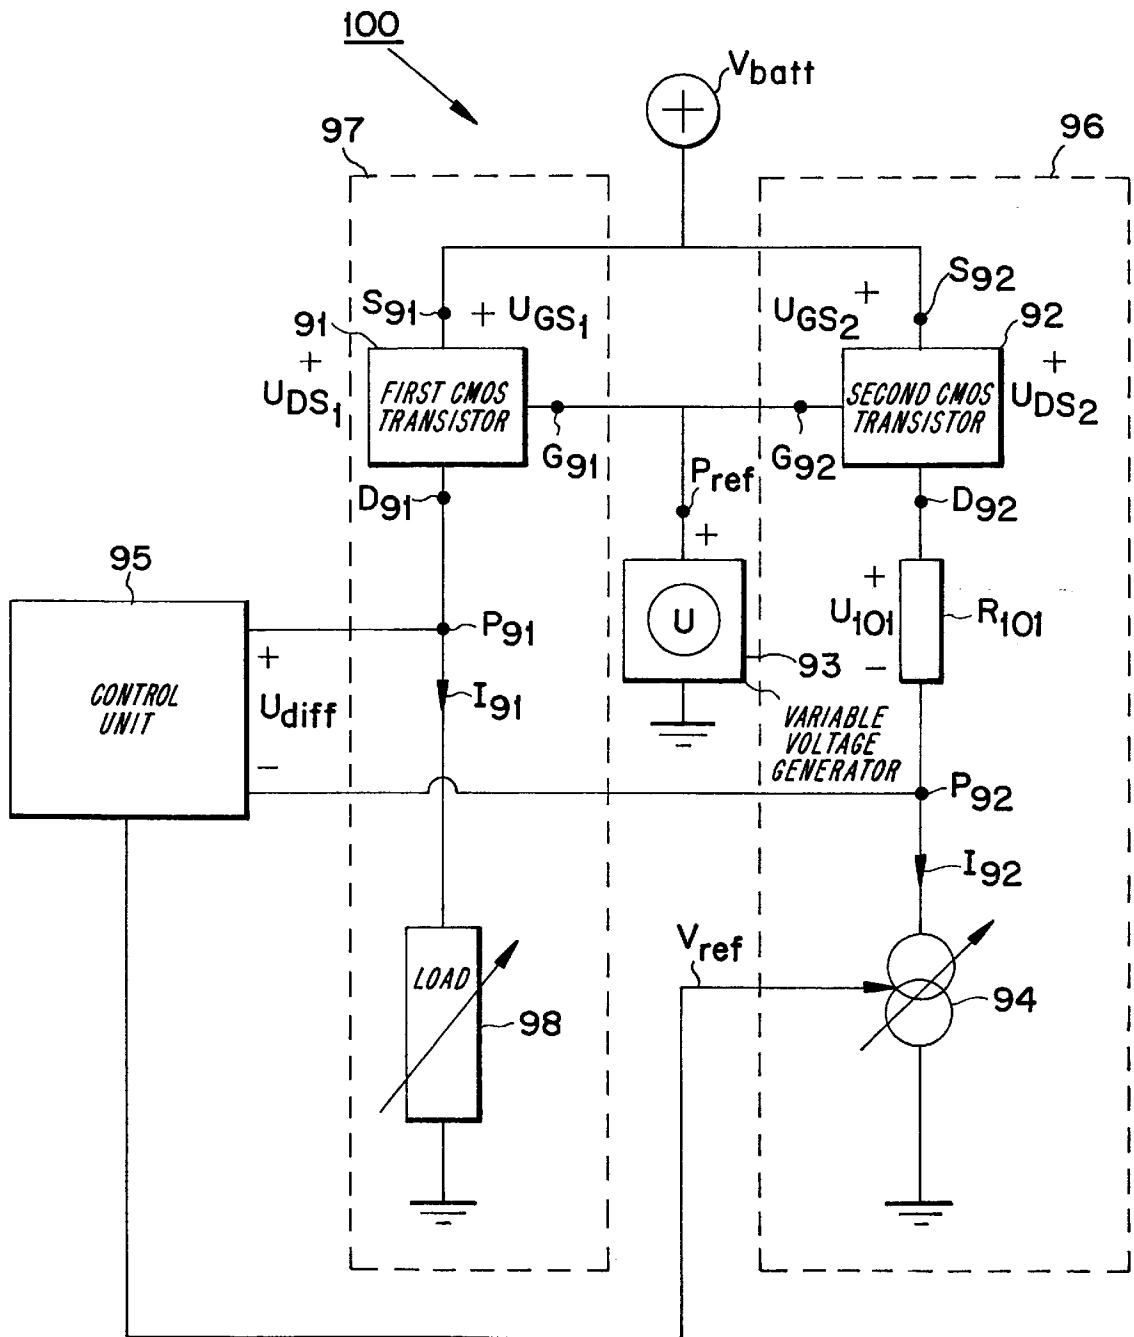 100
Vbatt
97
96
S91
+ UGS1
UGS2 +
S92
91
92
+
UDS1
FIRST CMOS
TRANSISTOR
SECOND CMOS
TRANSISTOR
+
UDS2
G91
G92
D91
Pref
D92
+
95
+
U101
-
R101
U
93
P91
+
Udiff
-
CONTROL
UNIT
I91
VARIABLE
VOLTAGE
GENERATOR
P92
I92
Vref
LOAD
98
94